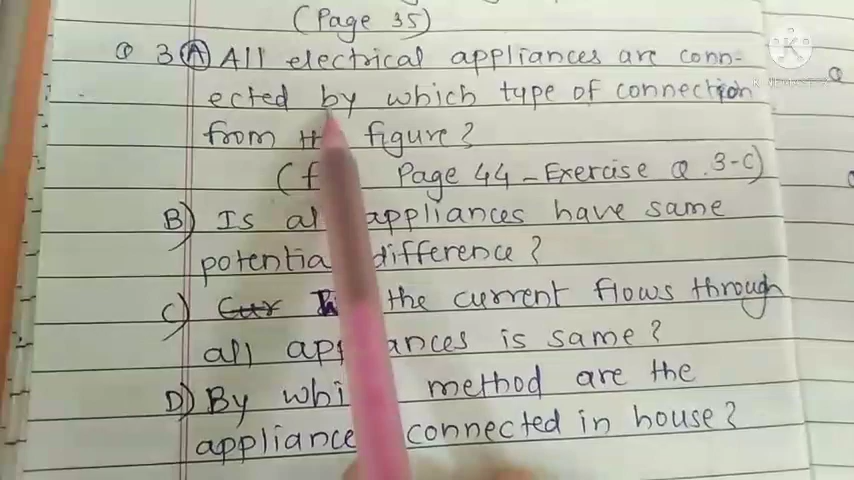 (Page 35)
Q 3 (A) All electrical appliances are conn-
ected by which type of connection
from figure?
(f Page 44 - Exercise Q. 3-C)
B) Is al appliances have same
potentia difference?
C) the current flows through
all app ances is same?
D) By whi method are the
appliance connected in house?
K